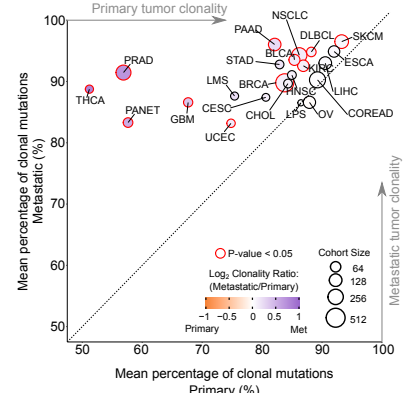 Primary tumor clonality
NSCLC
PAAD
DLBCL
SKCM
BLCA
STAD
KIRC
ESCA
PRAD
LMS
BRCA
HNSC
LIHC
THCA
PANET
GBM
CESC
CHOL
LPS
OV
COREAD
UCEC
100
90
80
70
60
50
Mean percentage of clonal mutations
Metastatic (%)
Metastatic tumor clonality
P-value < 0.05
Log2 Clonality Ratio:
(Metastatic/Primary)
−1 −0.5 0 0.5 1
Primary Met
Cohort Size
64
128
256
512
50 60 70 80 90 100
Mean percentage of clonal mutations
Primary (%)